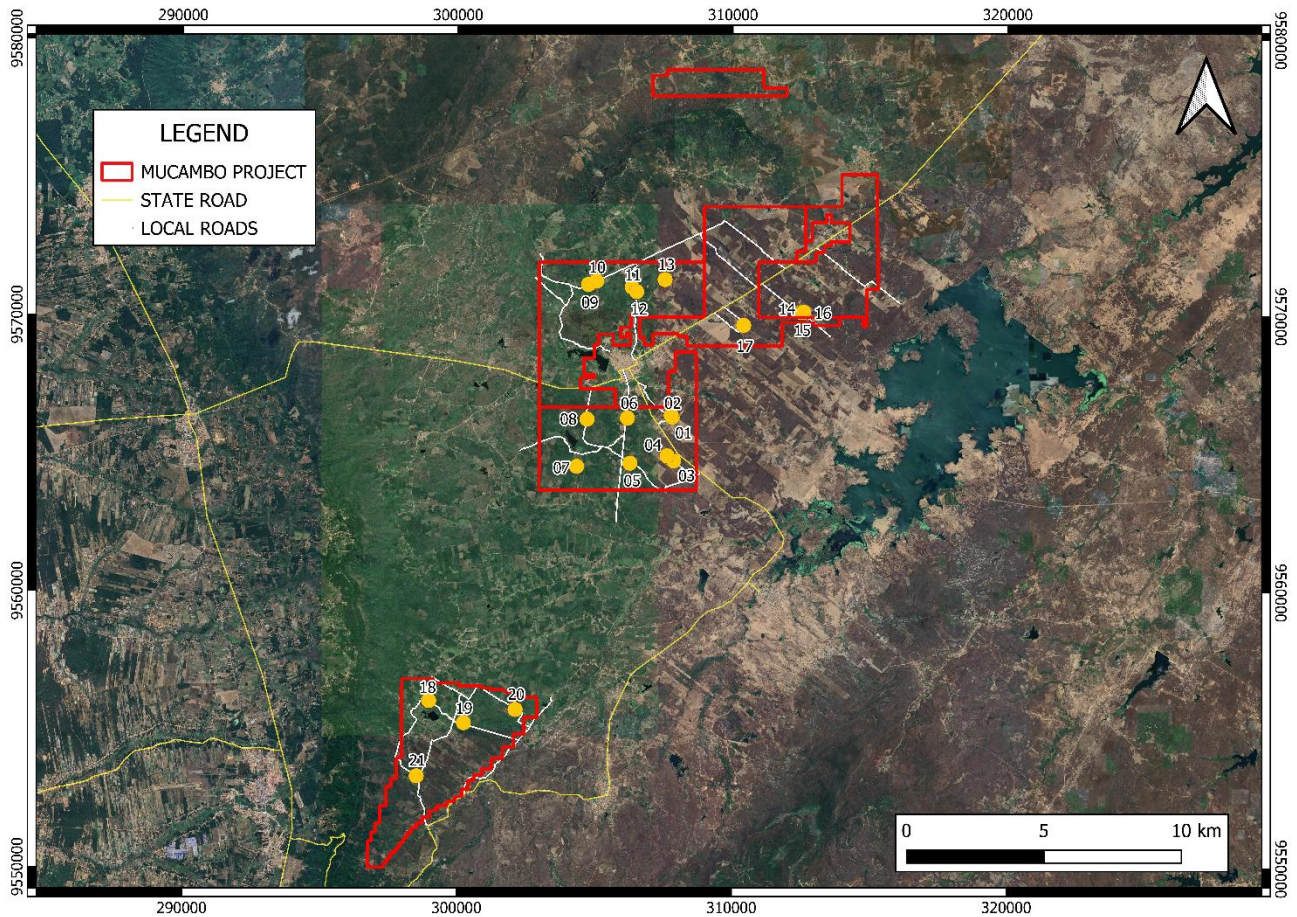 290000 300000 310000 320000
9580000 9580000
LEGEND
MUCAMBO PROJECT
STATE ROAD
LOCAL ROADS
10 11 13
09 12
14 16
9570000 9570000
15
17
06 02
08 01
04
07 05 03
9560000 9560000
18 20
19
21
0 5 10 km
9550000 9550000
290000 300000 310000 320000